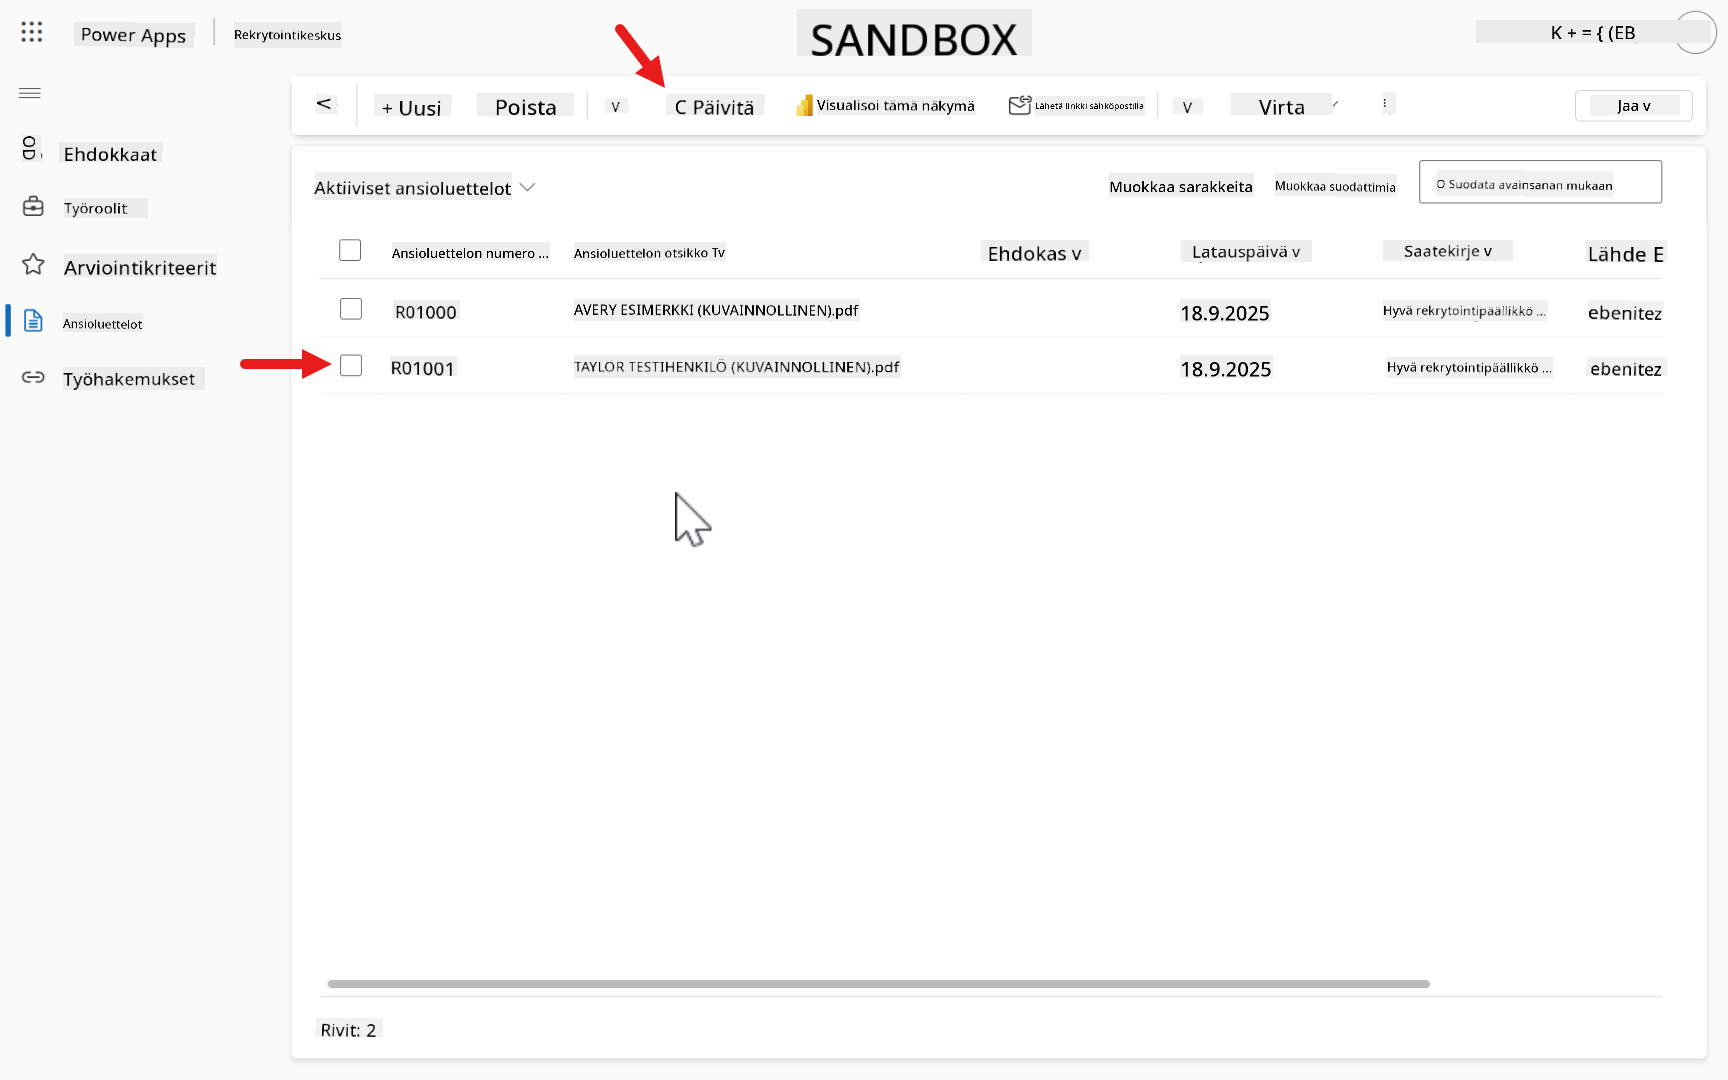 Power Apps
Rekrytointikeskus
SANDBOX
K + = { (EB
<
+ Uusi
Poista
V
C Päivitä
Visualisoi tämä näkymä
Lähetä linkki sähköpostilla
V
Virta
Jaa v
Ehdokkaat
Työroolit
Arviointikriteerit
Ansioluettelot
Työhakemukset
Aktiiviset ansioluettelot
Muokkaa sarakkeita
Muokkaa suodattimia
O Suodata avainsanan mukaan
Ansioluettelon numero ...
Ansioluettelon otsikko Tv
Ehdokas v
Latauspäivä v
Saatekirje v
Lähde E
R01000
AVERY ESIMERKKI (KUVAINNOLLINEN).pdf
18.9.2025
Hyvä rekrytointipäällikkö ...
ebenitez
R01001
TAYLOR TESTIHENKILÖ (KUVAINNOLLINEN).pdf
18.9.2025
Hyvä rekrytointipäällikkö ...
ebenitez
Rivit: 2